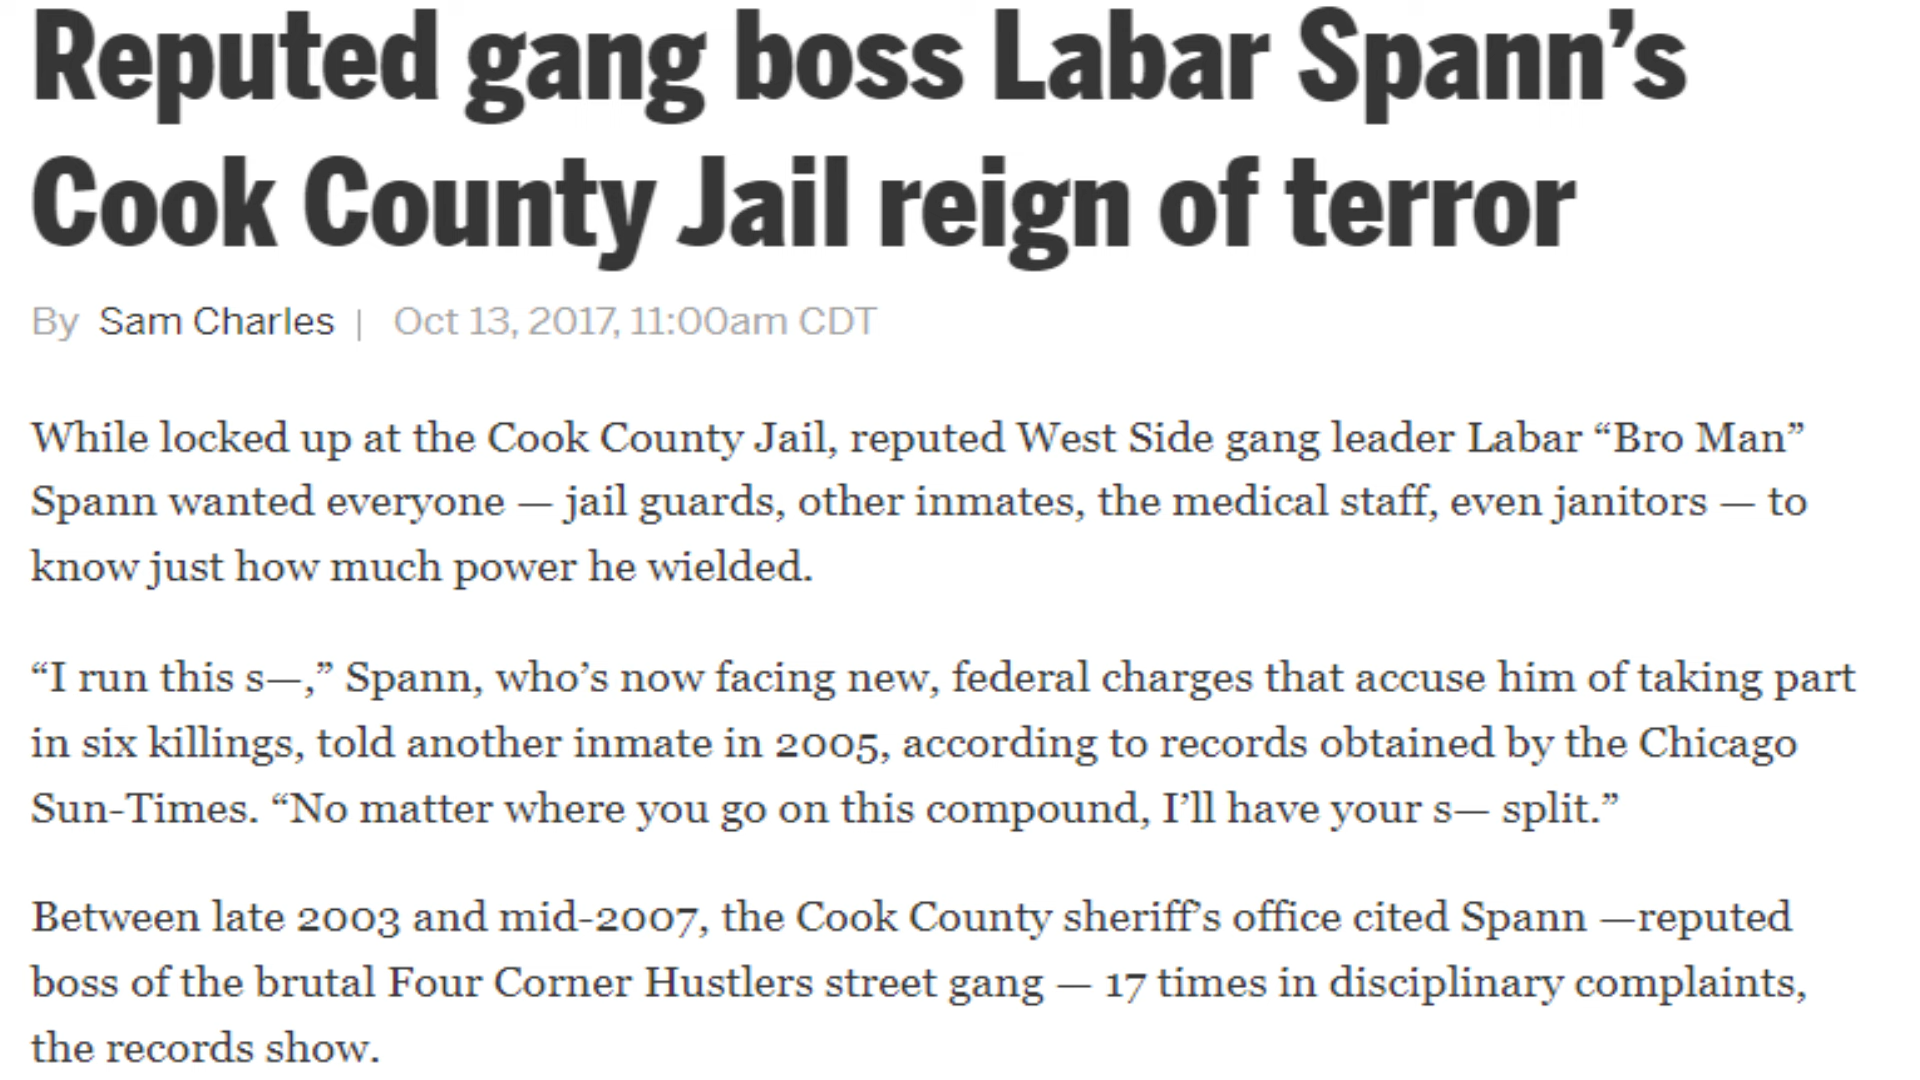 Reputed gang boss Labar Spann’s
Cook County Jail reign of terror
By Sam Charles | Oct 13, 2017, 11:00am CDT
While locked up at the Cook County Jail, reputed West Side gang leader Labar “Bro Man”
Spann wanted everyone — jail guards, other inmates, the medical staff, even janitors — to
know just how much power he wielded.
“I run this s—,” Spann, who’s now facing new, federal charges that accuse him of taking part
in six killings, told another inmate in 2005, according to records obtained by the Chicago
Sun-Times. “No matter where you go on this compound, I’ll have your s— split.”
Between late 2003 and mid-2007, the Cook County sheriff’s office cited Spann —reputed
boss of the brutal Four Corner Hustlers street gang — 17 times in disciplinary complaints,
the records show.